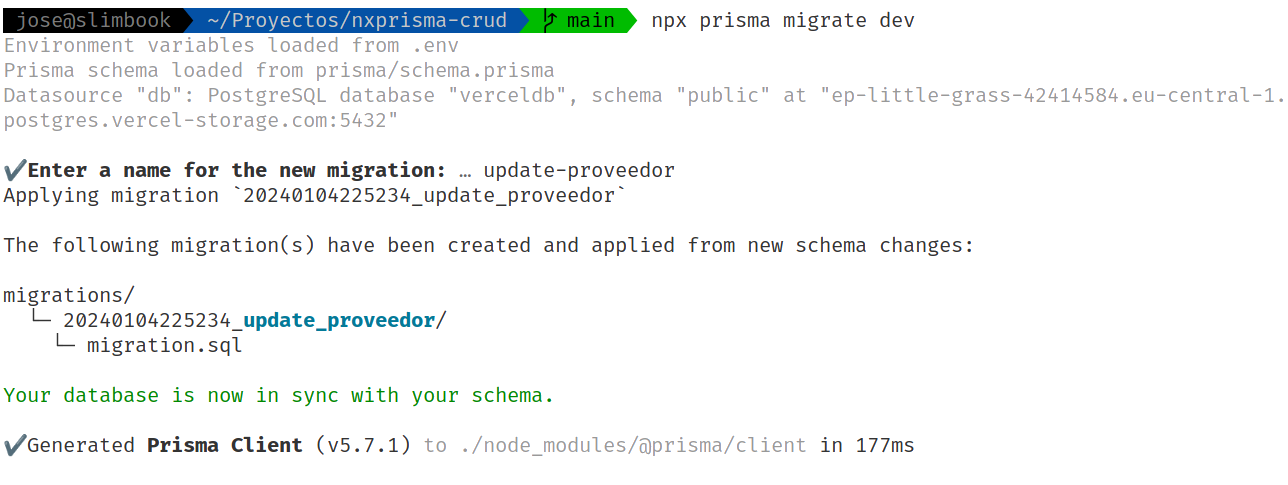 jose@slimbook ~/Proyectos/nxprisma-crud main npx prisma migrate dev
Environment variables loaded from .env
Prisma schema loaded from prisma/schema.prisma
Datasource "db": PostgreSQL database "verceldb", schema "public" at "ep-little-grass-42414584.eu-central-1.
postgres.vercel-storage.com:5432"
✔Enter a name for the new migration: … update-proveedor
Applying migration `20240104225234_update_proveedor`
The following migration(s) have been created and applied from new schema changes:
migrations/
└─ 20240104225234_update_proveedor/
└─ migration.sql
Your database is now in sync with your schema.
✔Generated Prisma Client (v5.7.1) to ./node_modules/@prisma/client in 177ms